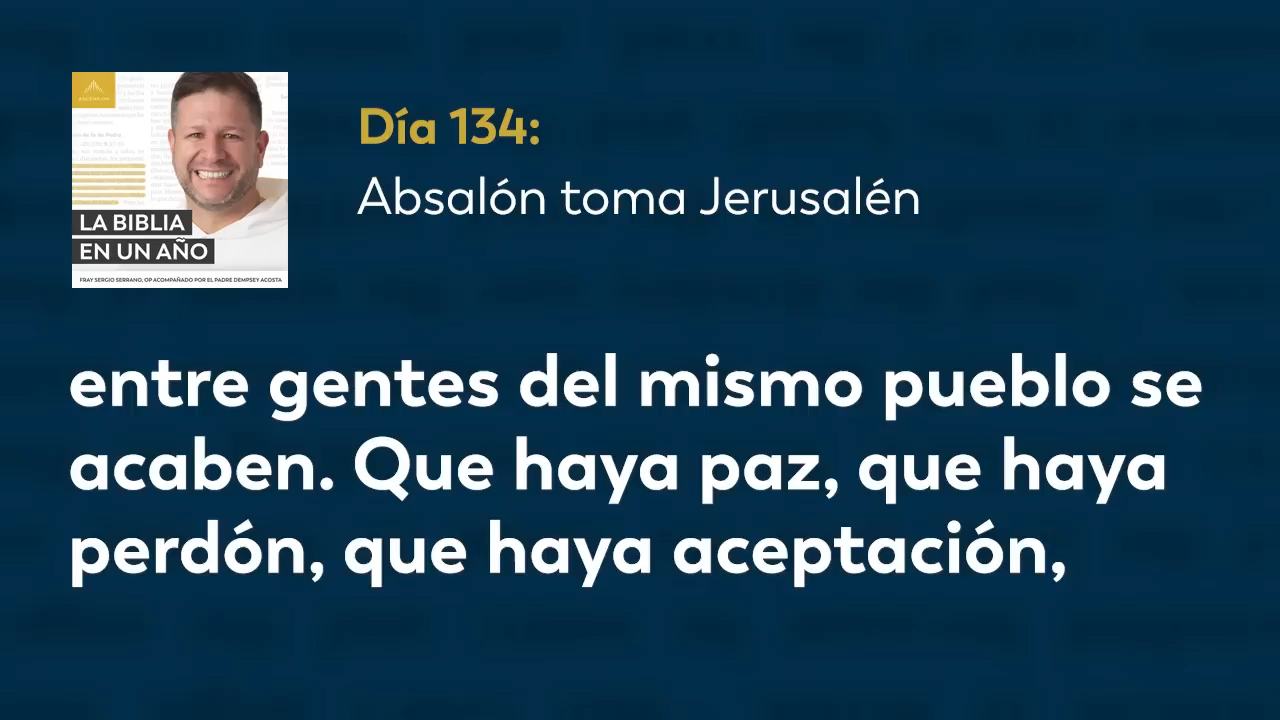 Día 134:
Absalón toma Jerusalén
LA BIBLIA
EN UN AÑO
FRAY SERGIO SERRANO, OP ACOMPAÑADO POR EL PADRE DEMPSEY ACOSTA
entre gentes del mismo pueblo se
acaben. Que haya paz, que haya
perdón, que haya aceptación,